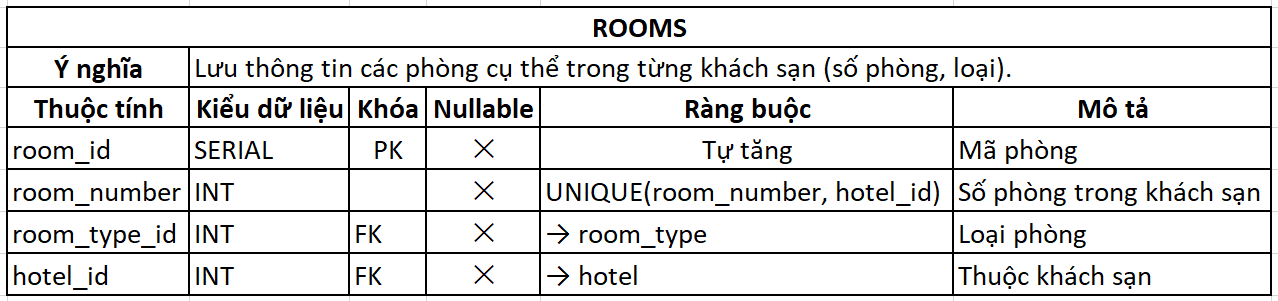 ROOMS
Ý nghĩa Lưu thông tin các phòng cụ thể trong từng khách sạn (số phòng, loại).
Thuộc tính Kiểu dữ liệu Khóa Nullable Ràng buộc Mô tả
room_id SERIAL PK × Tự tăng Mã phòng
room_number INT × UNIQUE(room_number, hotel_id) Số phòng trong khách sạn
room_type_id INT FK × → room_type Loại phòng
hotel_id INT FK × → hotel Thuộc khách sạn